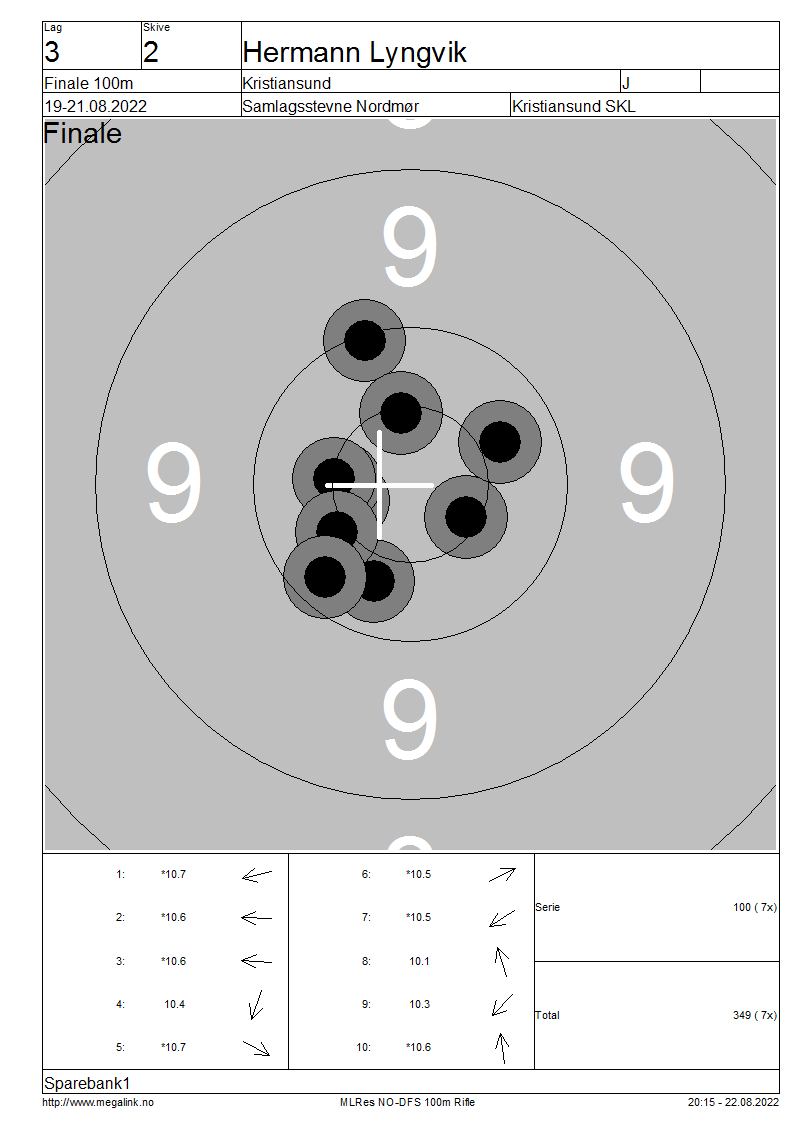 Lag Skive
3 2 Hermann Lyngvik
Finale 100m Kristiansund J
19-21.08.2022 Samlagsstevne Nordmør Kristiansund SKL
Finale
9
9 9
9
1: *10.7 6: *10.5
2: *10.6 7: *10.5
Serie 100 ( 7x)
3: *10.6 8: 10.1
4: 10.4 9: 10.3
Total 349 ( 7x)
5: *10.7 10: *10.6
Sparebank1
http://www.megalink.no MLRes NO-DFS 100m Rifle 20:15 - 22.08.2022